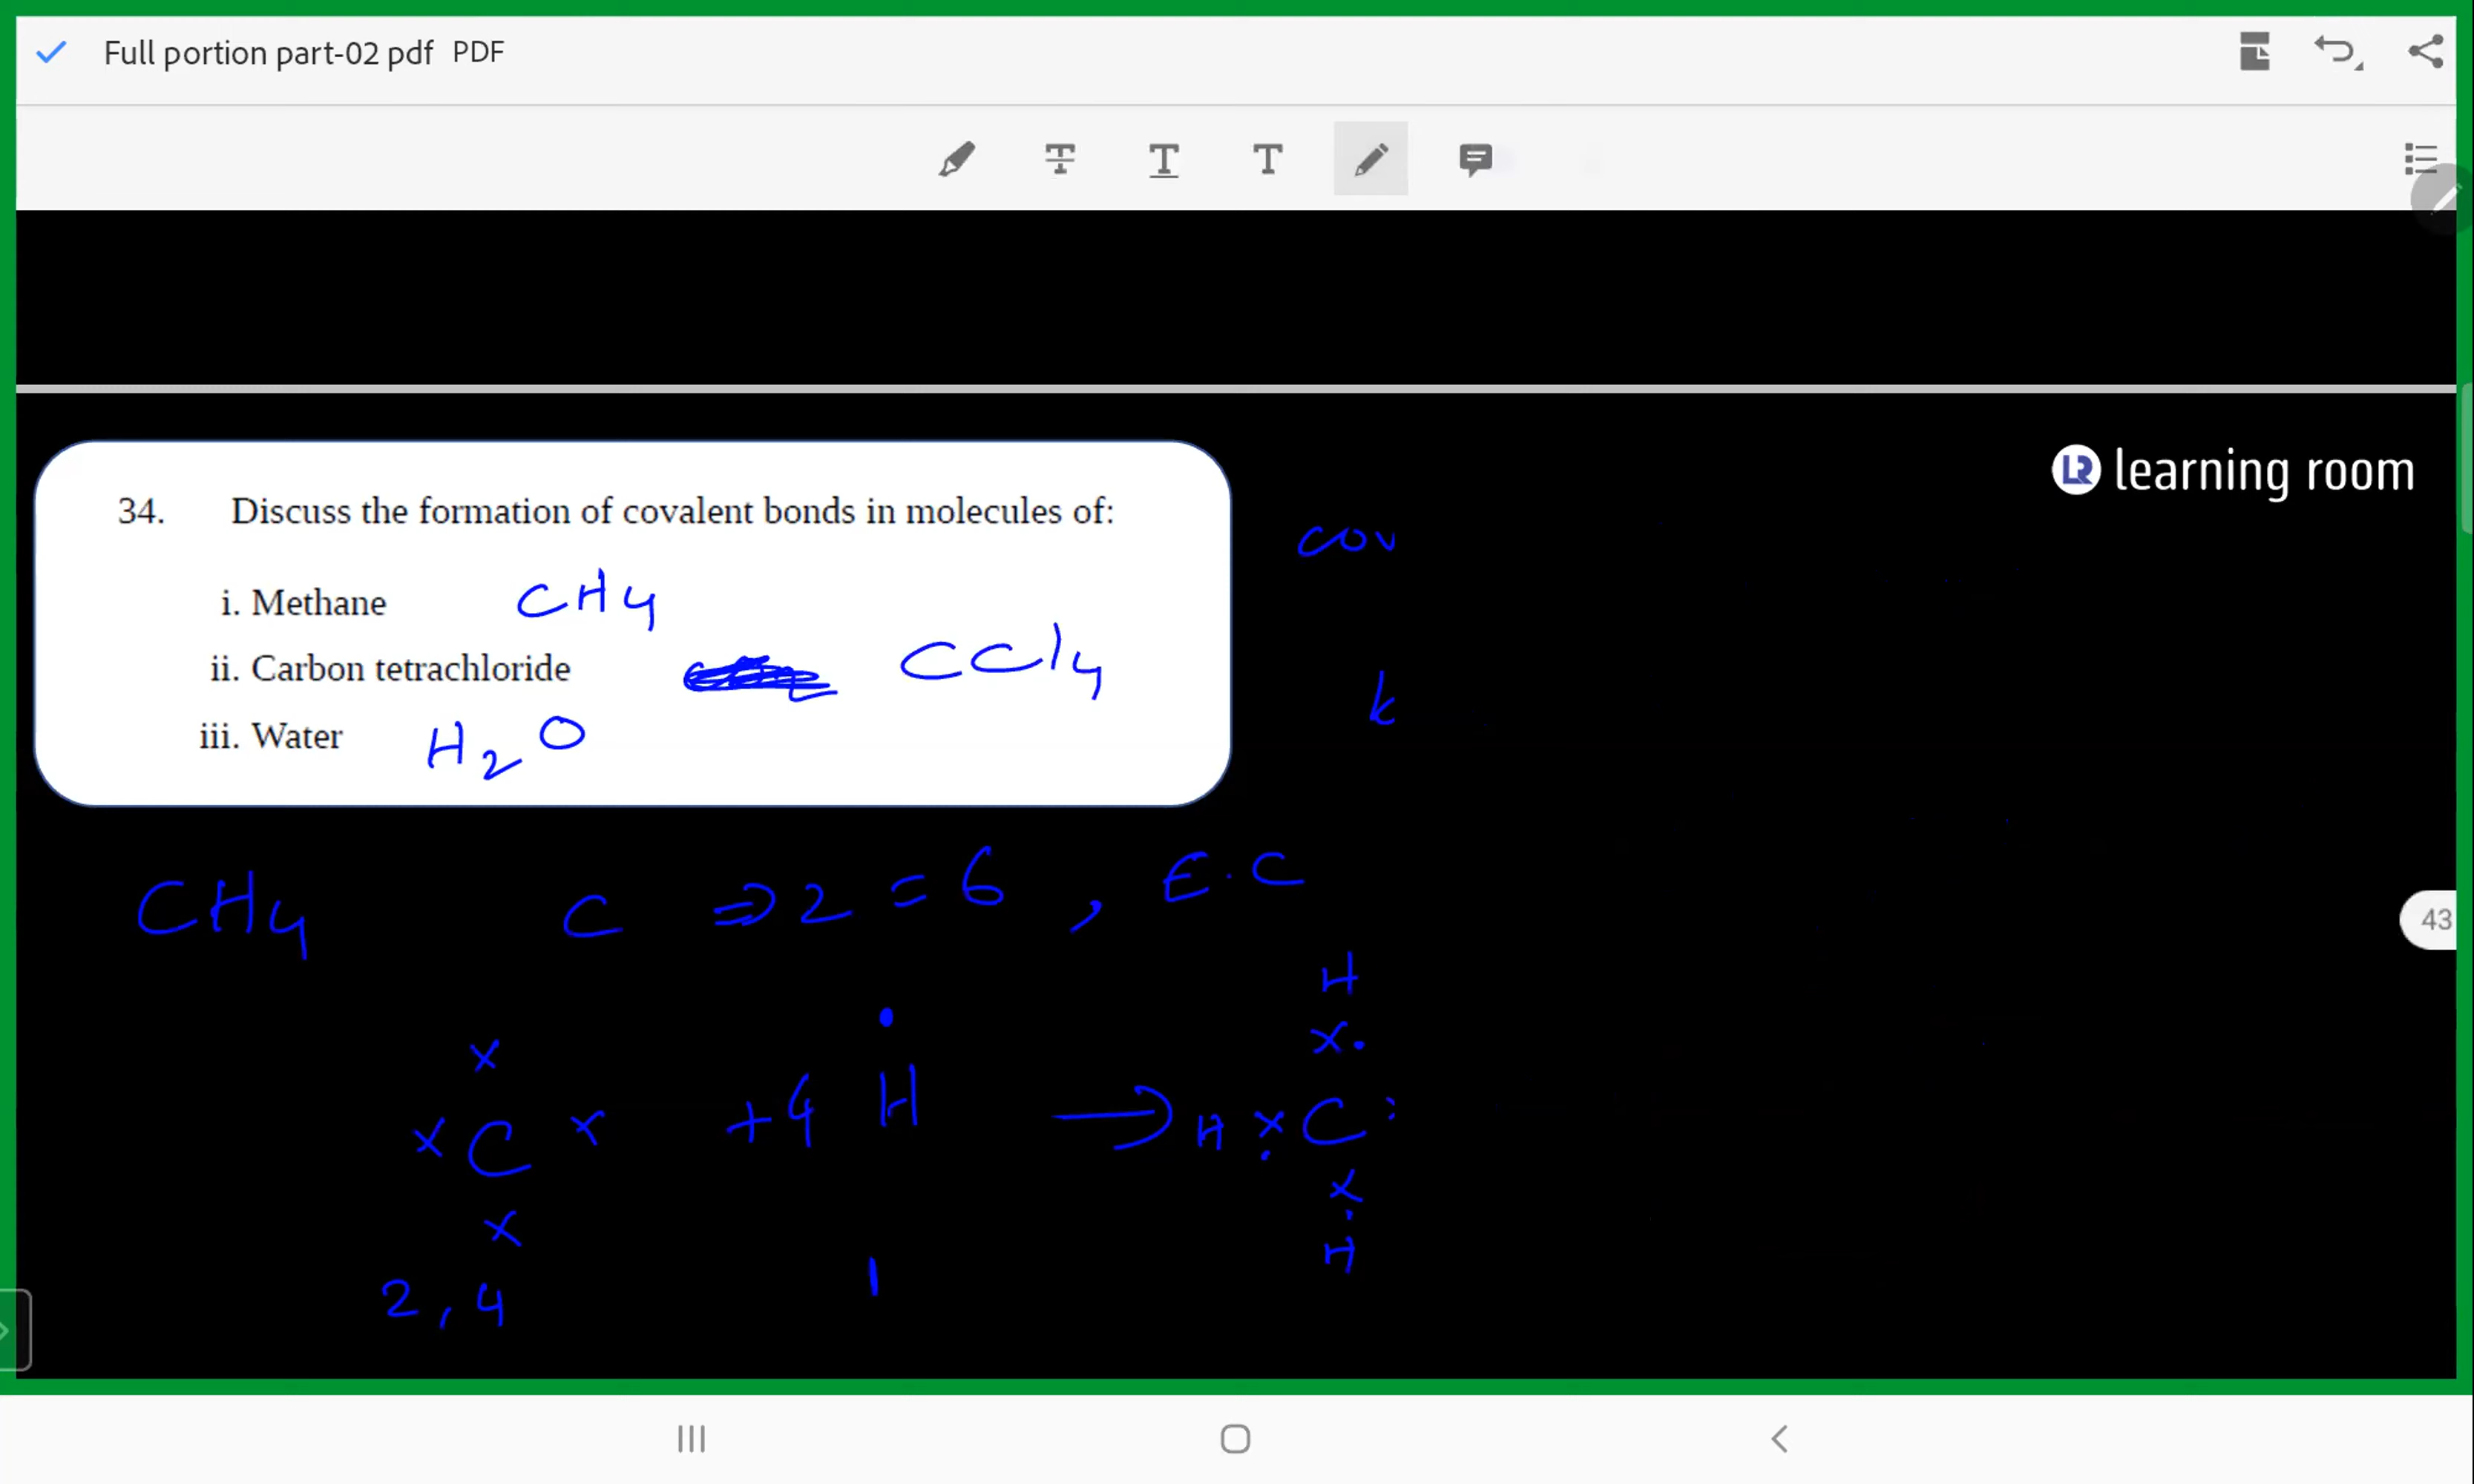 Full portion part-02 pdf PDF
learning room
34. Discuss the formation of covalent bonds in molecules of:
cov
i. Methane CH4
ii. Carbon tetrachloride CCl4
k
iii. Water H2O
CH4 C ⇒ 2 = 6 , E.C
43
H
x •
x
x C x +4 H → H x C :
•
x
x
•
H
2, 4 1